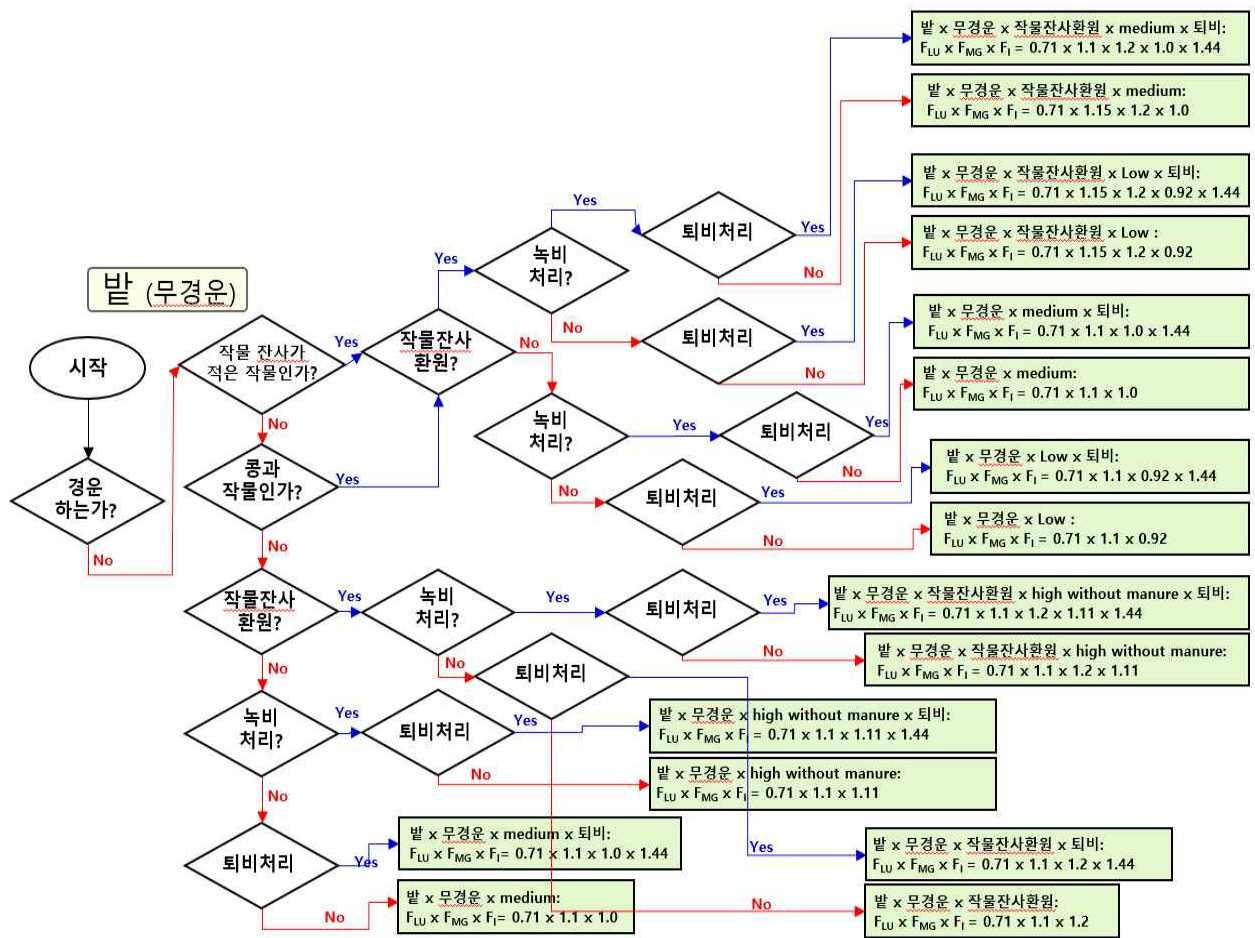 밭 x 무경운 x 작물잔사환원 x medium x 퇴비:
FLU x FMG x FI = 0.71 x 1.1 x 1.2 x 1.0 x 1.44
밭 x 무경운 x 작물잔사환원 x medium:
FLU x FMG x FI = 0.71 x 1.15 x 1.2 x 1.0
밭 x 무경운 x 작물잔사환원 x Low x 퇴비:
FLU x FMG x FI = 0.71 x 1.15 x 1.2 x 0.92 x 1.44
Yes
녹비
처리?
퇴비처리
Yes
No
밭 x 무경운 x 작물잔사환원 x Low :
FLU x FMG x FI = 0.71 x 1.15 x 1.2 x 0.92
밭 (무경운)
Yes
No
퇴비처리
Yes
No
밭 x 무경운 x medium x 퇴비:
FLU x FMG x FI = 0.71 x 1.1 x 1.0 x 1.44
시작
작물 잔사가
적은 작물인가?
Yes
작물잔사
환원?
No
밭 x 무경운 x medium:
FLU x FMG x FI = 0.71 x 1.1 x 1.0
No
녹비
처리?
Yes
퇴비처리
Yes
No
밭 x 무경운 x Low x 퇴비:
FLU x FMG x FI = 0.71 x 1.1 x 0.92 x 1.44
경운
하는가?
No
콩과
작물인가?
Yes
No
퇴비처리
Yes
No
밭 x 무경운 x Low :
FLU x FMG x FI = 0.71 x 1.1 x 0.92
No
작물잔사
환원?
Yes
녹비
처리?
Yes
퇴비처리
Yes
밭 x 무경운 x 작물잔사환원 x high without manure x 퇴비:
FLU x FMG x FI = 0.71 x 1.1 x 1.2 x 1.11 x 1.44
No
밭 x 무경운 x 작물잔사환원 x high without manure:
FLU x FMG x FI = 0.71 x 1.1 x 1.2 x 1.11
No
No
퇴비처리
녹비
처리?
Yes
퇴비처리
Yes
밭 x 무경운 x high without manure x 퇴비:
FLU x FMG x FI = 0.71 x 1.1 x 1.11 x 1.44
No
밭 x 무경운 x high without manure:
FLU x FMG x FI = 0.71 x 1.1 x 1.11
No
퇴비처리
Yes
밭 x 무경운 x medium x 퇴비:
FLU x FMG x FI= 0.71 x 1.1 x 1.0 x 1.44
Yes
밭 x 무경운 x 작물잔사환원 x 퇴비:
FLU x FMG x FI = 0.71 x 1.1 x 1.2 x 1.44
No
밭 x 무경운 x medium:
FLU x FMG x FI= 0.71 x 1.1 x 1.0
No
밭 x 무경운 x 작물잔사환원:
FLU x FMG x FI = 0.71 x 1.1 x 1.2